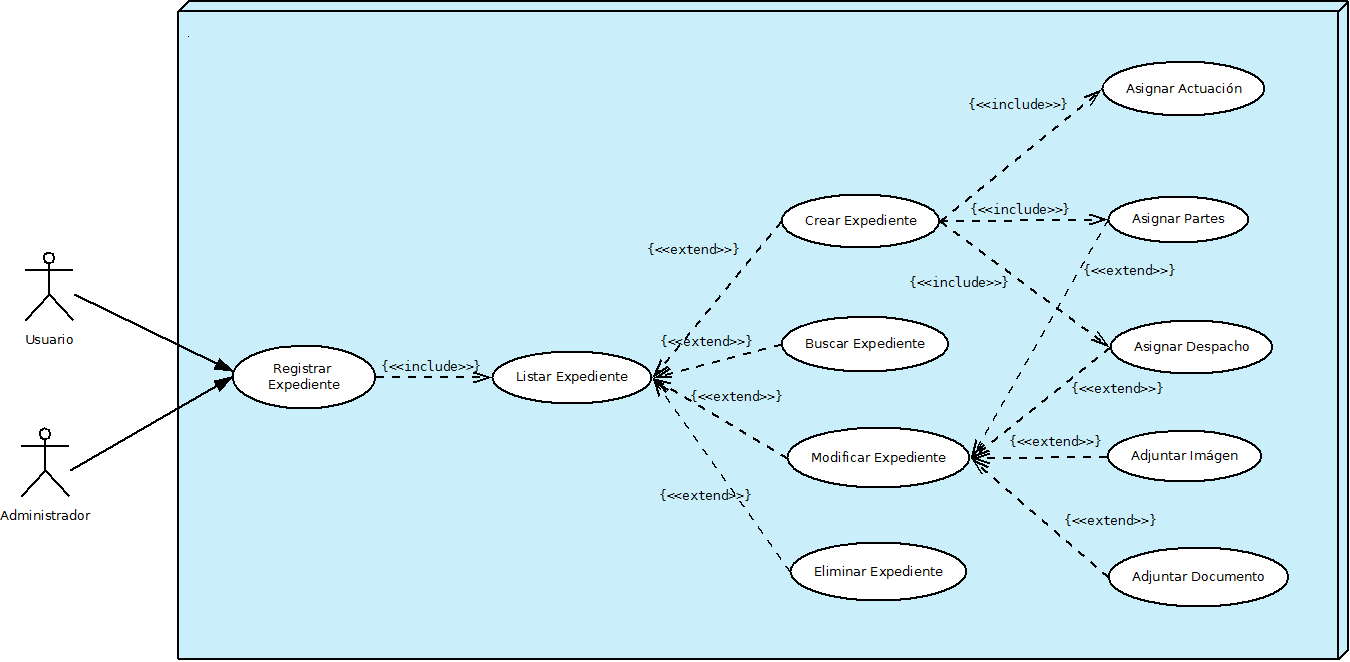 Asignar Actuación
{<<include>>}
Crear Expediente
{<<include>>}
Asignar Partes
{<<extend>>}
{<<extend>>}
{<<include>>}
Usuario
{<<extend>>}
Buscar Expediente
Asignar Despacho
Registrar
Expediente
{<<include>>}
Listar Expediente
{<<extend>>}
{<<extend>>}
{<<extend>>}
Modificar Expediente
Adjuntar Imágen
{<<extend>>}
Administrador
{<<extend>>}
Eliminar Expediente
Adjuntar Documento